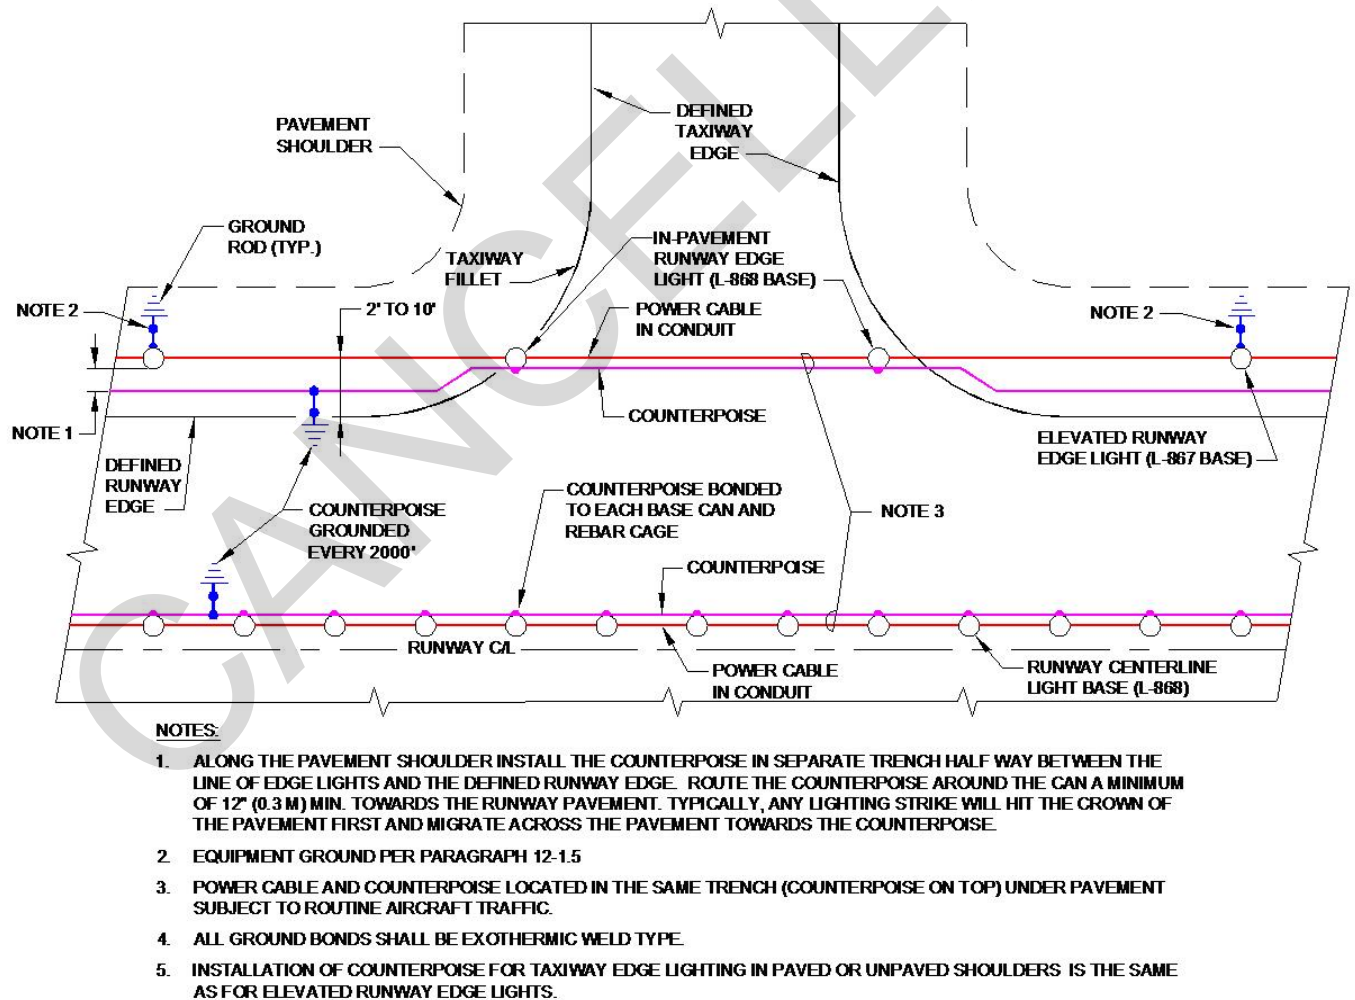 DEFINED
TAXIWAY
EDGE
PAVEMENT
SHOULDER
GROUND
ROD (TYP.)
TAXIWAY
FILLET
IN-PAVEMENT
RUNWAY EDGE
LIGHT (L-868 BASE)
NOTE 2
2' TO 10'
POWER CABLE
IN CONDUIT
NOTE 2
NOTE 1
COUNTERPOISE
ELEVATED RUNWAY
EDGE LIGHT (L-867 BASE)
DEFINED
RUNWAY
EDGE
COUNTERPOISE
GROUNDED
EVERY 2000'
COUNTERPOISE BONDED
TO EACH BASE CAN AND
REBAR CAGE
NOTE 3
COUNTERPOISE
RUNWAY C/L
POWER CABLE
IN CONDUIT
RUNWAY CENTERLINE
LIGHT BASE (L-868)
NOTES:
1. ALONG THE PAVEMENT SHOULDER INSTALL THE COUNTERPOISE IN SEPARATE TRENCH HALF WAY BETWEEN THE
LINE OF EDGE LIGHTS AND THE DEFINED RUNWAY EDGE. ROUTE THE COUNTERPOISE AROUND THE CAN A MINIMUM
OF 12" (0.3 M) MIN. TOWARDS THE RUNWAY PAVEMENT. TYPICALLY, ANY LIGHTING STRIKE WILL HIT THE CROWN OF
THE PAVEMENT FIRST AND MIGRATE ACROSS THE PAVEMENT TOWARDS THE COUNTERPOISE.
2. EQUIPMENT GROUND PER PARAGRAPH 12-1.5
3. POWER CABLE AND COUNTERPOISE LOCATED IN THE SAME TRENCH (COUNTERPOISE ON TOP) UNDER PAVEMENT
SUBJECT TO ROUTINE AIRCRAFT TRAFFIC.
4. ALL GROUND BONDS SHALL BE EXOTHERMIC WELD TYPE.
5. INSTALLATION OF COUNTERPOISE FOR TAXIWAY EDGE LIGHTING IN PAVED OR UNPAVED SHOULDERS IS THE SAME
AS FOR ELEVATED RUNWAY EDGE LIGHTS.
CANCELL